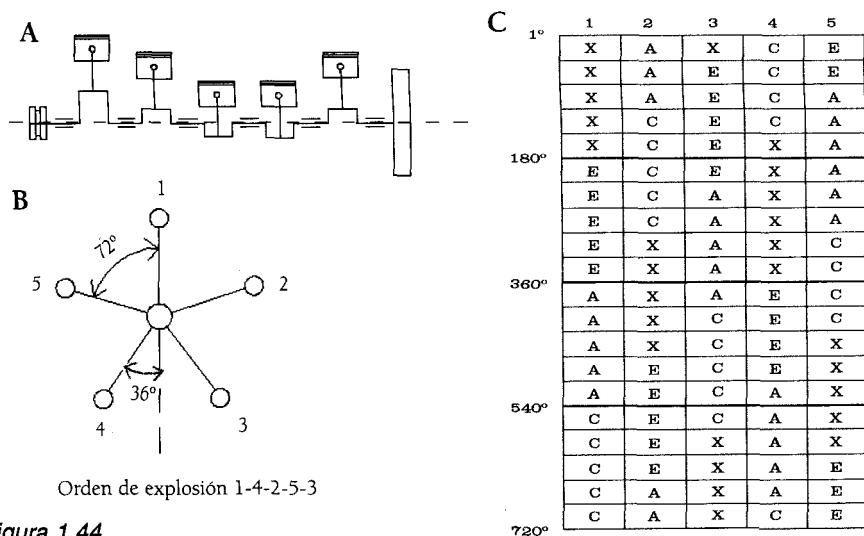 A
B
1
72°
5
2
36°
4
3
Orden de explosión 1-4-2-5-3
igura 1.44
C
1 2 3 4 5
1°
X A X C E
X A E C E
X A E C A
X C E C A
X C E X A
180°
E C E X A
E C A X A
E C A X A
E X A X C
E X A X C
360°
A X A E C
A X C E C
A X C E X
A E C E X
A E C A X
540°
C E C A X
C E X A X
C E X A E
C A X A E
C A X C E
720°